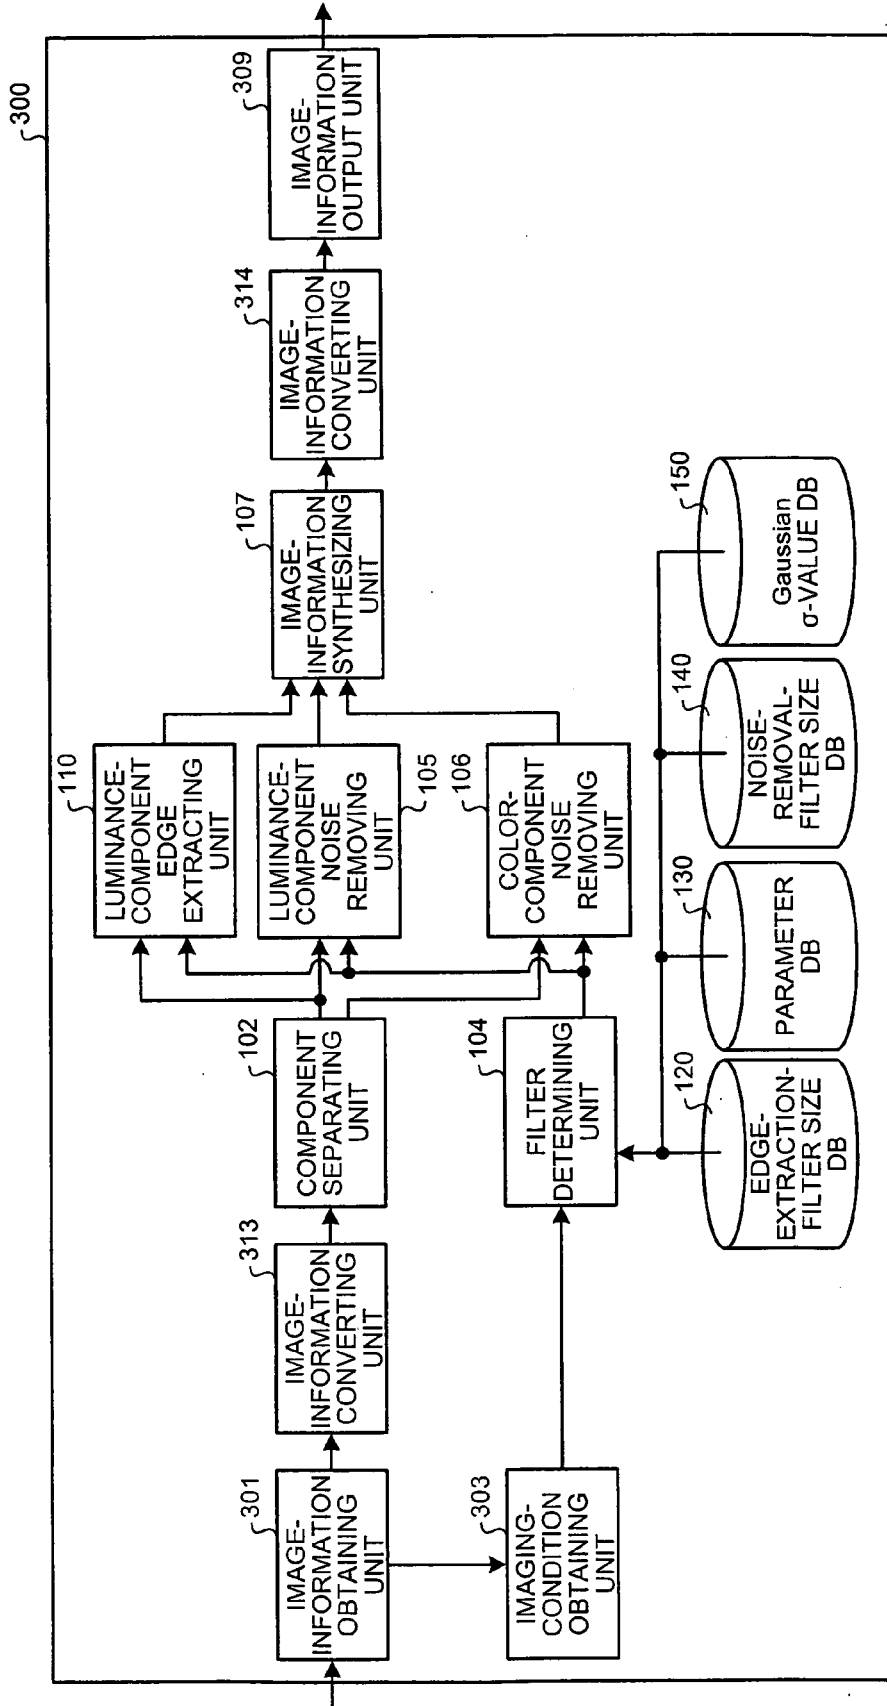 300
301
IMAGE-
INFORMATION
OBTAINING
UNIT
313
IMAGE-
INFORMATION
CONVERTING
UNIT
102
COMPONENT
SEPARATING
UNIT
110
LUMINANCE-
COMPONENT
EDGE
EXTRACTING
UNIT
105
LUMINANCE-
COMPONENT
NOISE
REMOVING
UNIT
106
COLOR-
COMPONENT
NOISE
REMOVING
UNIT
107
IMAGE-
INFORMATION
SYNTHESIZING
UNIT
314
IMAGE-
INFORMATION
CONVERTING
UNIT
309
IMAGE-
INFORMATION
OUTPUT UNIT
303
IMAGING-
CONDITION
OBTAINING
UNIT
104
FILTER
DETERMINING
UNIT
120
EDGE-
EXTRACTION-
FILTER SIZE
DB
130
PARAMETER
DB
140
NOISE-
REMOVAL-
FILTER SIZE
DB
150
Gaussian
σ-VALUE DB